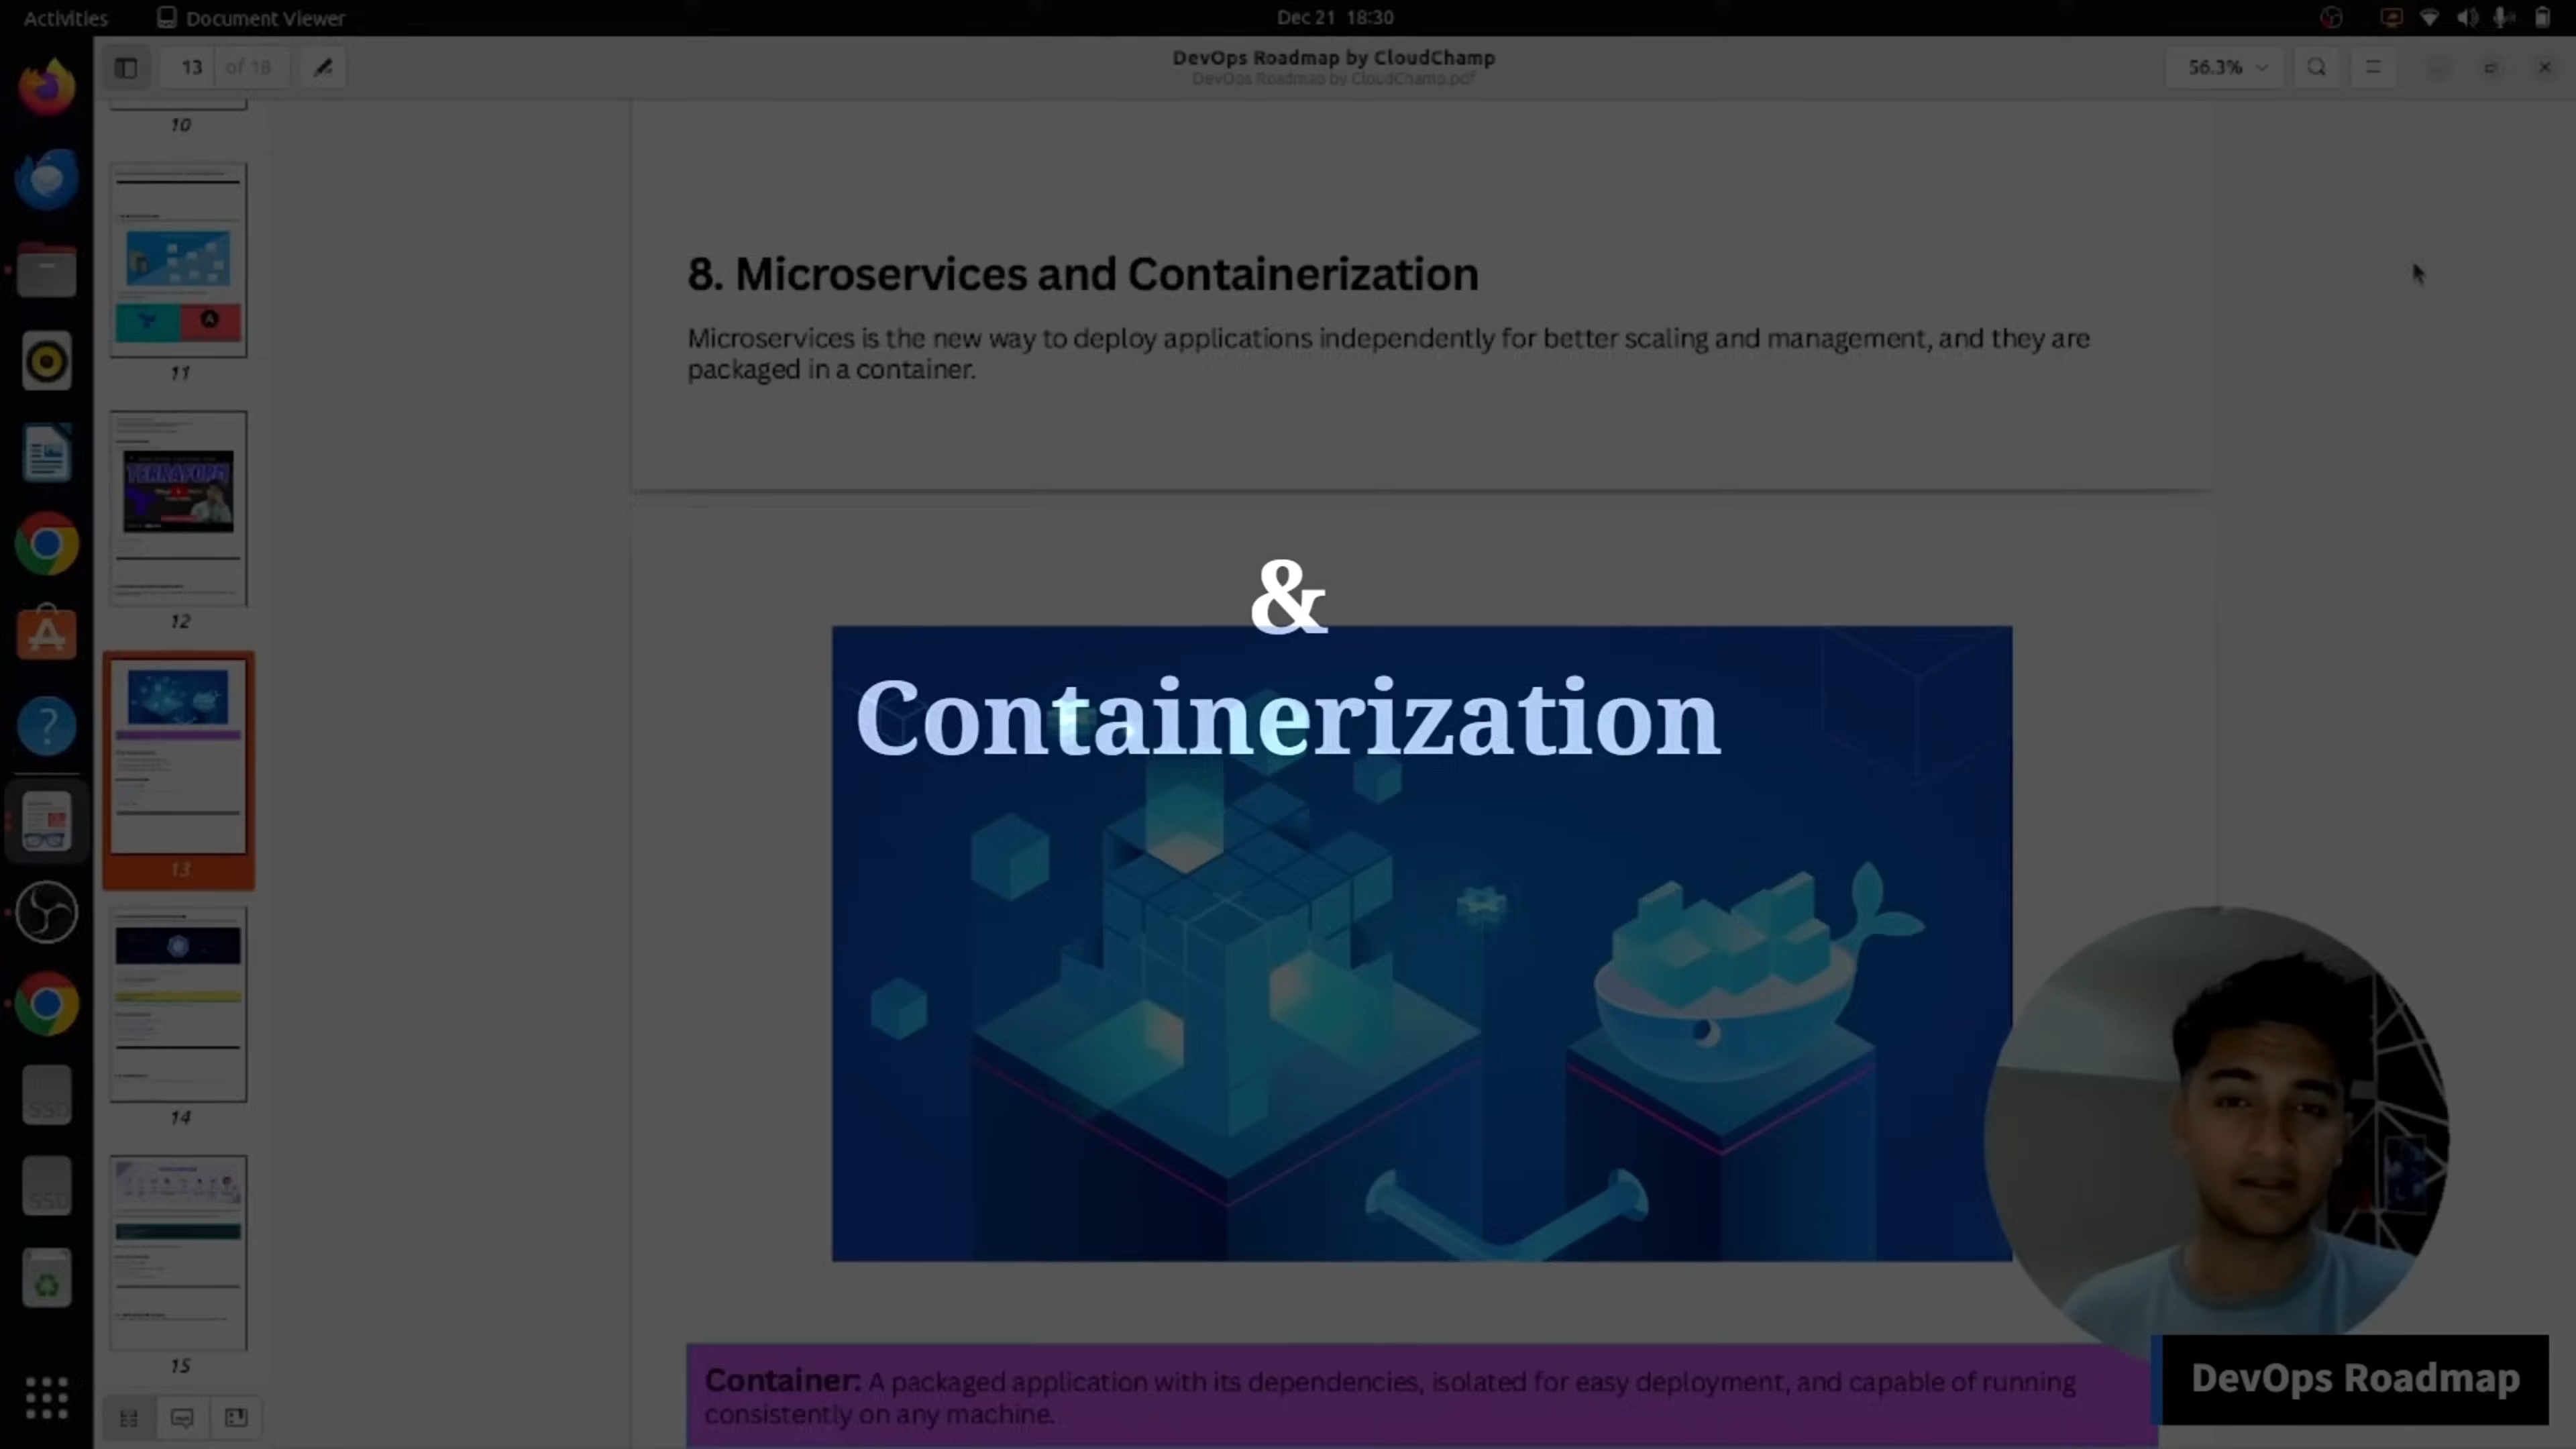 Activities
Document Viewer
Dec 21 18:30
13 of 18
DevOps Roadmap by CloudChamp
DevOps Roadmap by CloudChamp.pdf
56.3%
10
11
TERRAFORM
12
13
14
15
8. Microservices and Containerization
Microservices is the new way to deploy applications independently for better scaling and management, and they are
packaged in a container.
&
Containerization
Container: A packaged application with its dependencies, isolated for easy deployment, and capable of running
consistently on any machine.
DevOps Roadmap
SSD
SSD